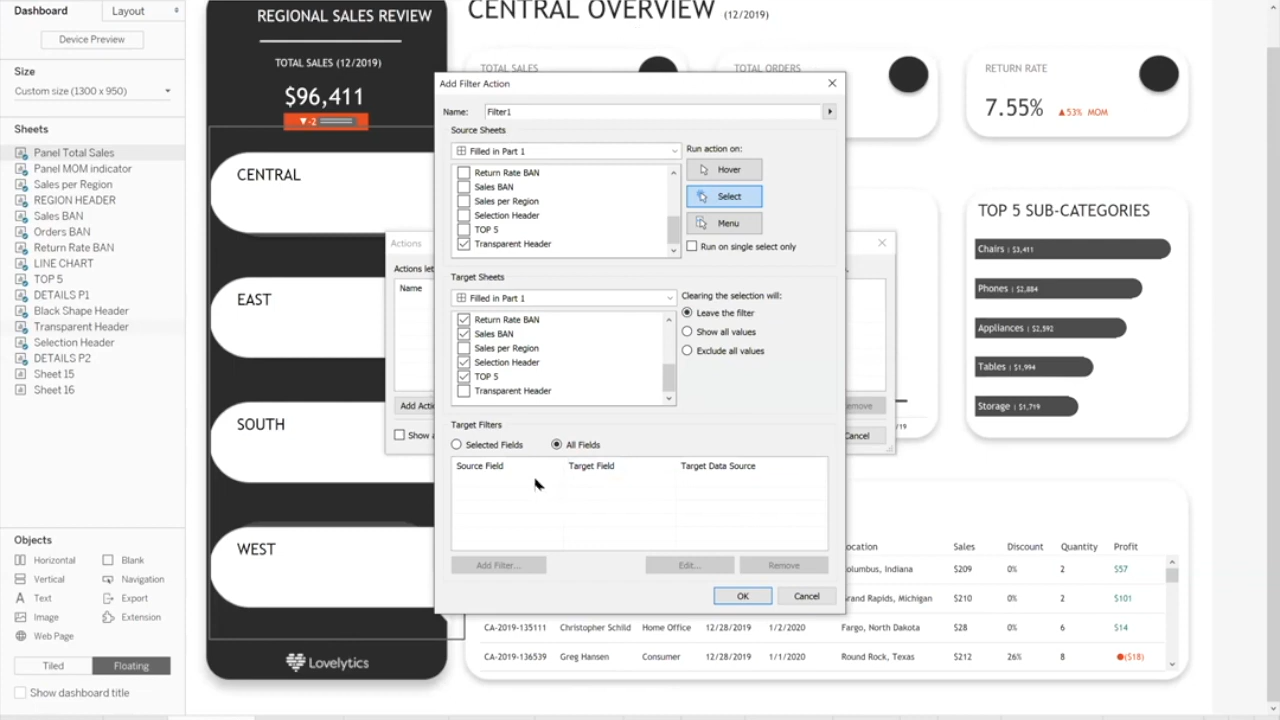 Dashboard
Layout
Device Preview
Size
Custom size (1300 x 950)
Sheets
Panel Total Sales
Panel MOM indicator
Sales per Region
REGION HEADER
Sales BAN
Orders BAN
Return Rate BAN
LINE CHART
TOP 5
DETAILS P1
Black Shape Header
Transparent Header
Selection Header
DETAILS P2
Sheet 15
Sheet 16
Objects
Horizontal
Blank
Vertical
Navigation
Text
Export
Image
Extension
Web Page
Tiled
Floating
Show dashboard title
REGIONAL SALES REVIEW
TOTAL SALES (12/2019)
$96,411
▼-2
CENTRAL
EAST
SOUTH
WEST
Lovelytics
CENTRAL OVERVIEW (12/2019)
TOTAL SALES
TOTAL ORDERS
RETURN RATE
7.55% ▲53% MOM
Actions
Actions let
Name
Add Acti
Show a
Cancel
Add Filter Action
Name: Filter1
Source Sheets
Filled in Part 1
Return Rate BAN
Sales BAN
Sales per Region
Selection Header
TOP 5
Transparent Header
Run action on:
Hover
Select
Menu
Run on single select only
Target Sheets
Filled in Part 1
Return Rate BAN
Sales BAN
Sales per Region
Selection Header
TOP 5
Transparent Header
Clearing the selection will:
Leave the filter
Show all values
Exclude all values
Target Filters
Selected Fields
All Fields
Source Field Target Field Target Data Source
Add Filter... Edit... Remove
OK Cancel
TOP 5 SUB-CATEGORIES
Chairs | $3,411
Phones | $2,884
Appliances | $2,592
Tables | $1,994
Storage | $1,719
ocation Sales Discount Quantity Profit
olumbus, Indiana $209 0% 2 $57
rand Rapids, Michigan $210 0% 2 $101
CA-2019-135111 Christopher Schild Home Office 12/28/2019 1/1/2020 Fargo, North Dakota $28 0% 6 $14
CA-2019-136539 Greg Hansen Consumer 12/28/2019 1/1/2020 Round Rock, Texas $212 26% 8 ($18)